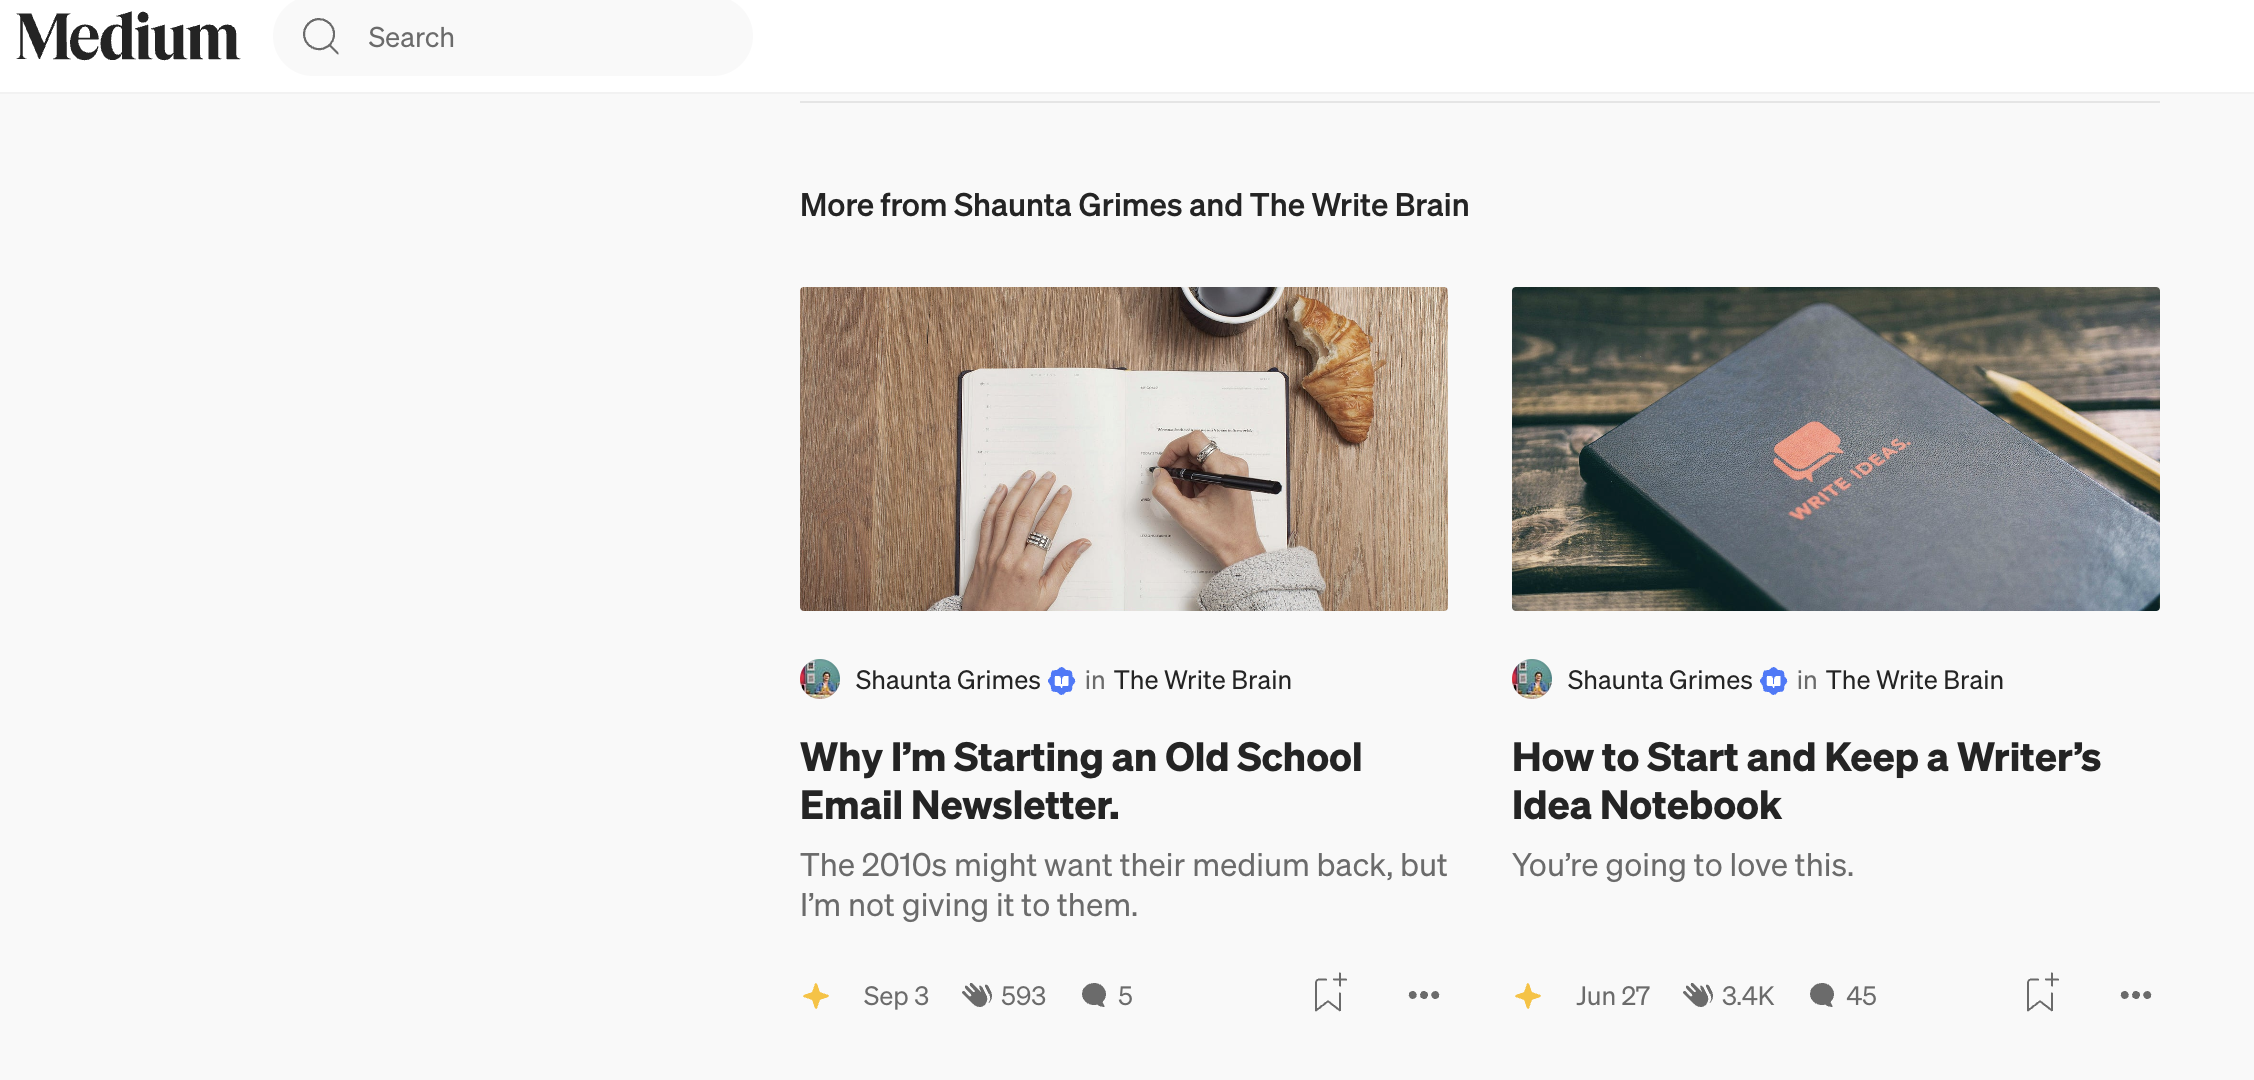 Medium
Search
More from Shaunta Grimes and The Write Brain
WRITE IDEAS.
Shaunta Grimes in The Write Brain
Why I’m Starting an Old School
Email Newsletter.
The 2010s might want their medium back, but
I’m not giving it to them.
Sep 3 593 5
Shaunta Grimes in The Write Brain
How to Start and Keep a Writer’s
Idea Notebook
You’re going to love this.
Jun 27 3.4K 45